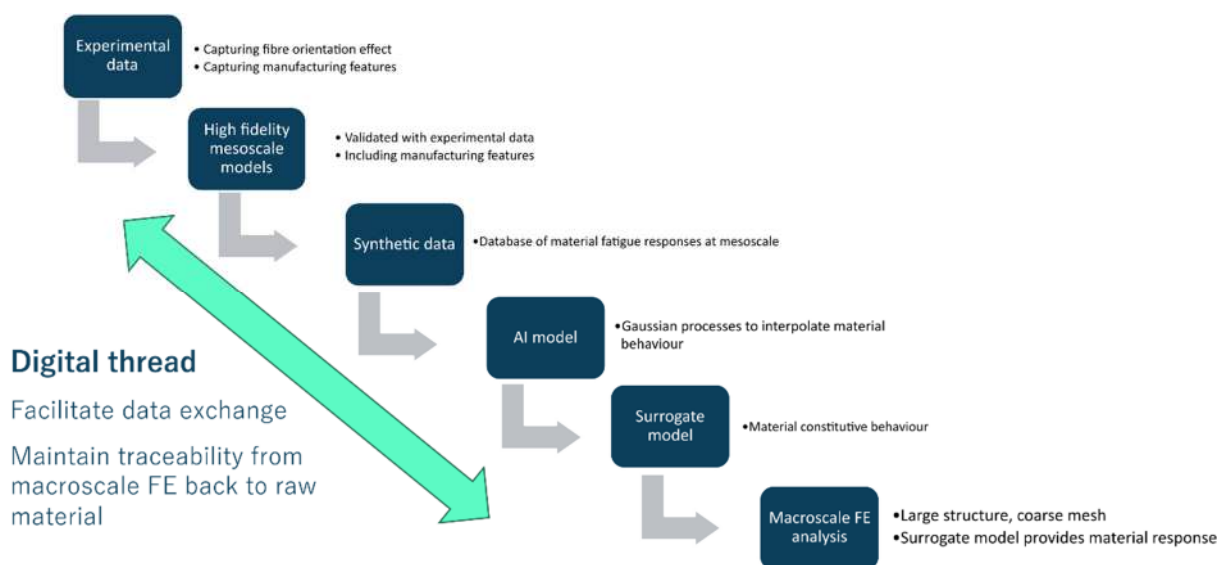 Experimental
data
• Capturing fibre orientation effect
• Capturing manufacturing features
High fidelity
mesoscale
models
• Validated with experimental data
• Including manufacturing features
Synthetic data
•Database of material fatigue responses at mesoscale
AI model
•Gaussian processes to interpolate material
behaviour
Digital thread
Facilitate data exchange
Maintain traceability from
macroscale FE back to raw
material
Surrogate
model
•Material constitutive behaviour
Macroscale FE
analysis
•Large structure, coarse mesh
•Surrogate model provides material response